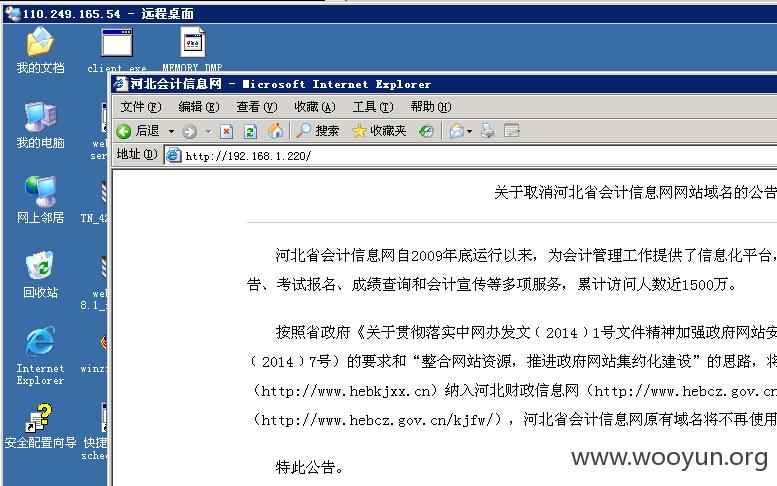 110.249.165.54 - 远程桌面
我的文档
client.exe
MEMORY.DMP
我的电脑
网上邻居
回收站
Internet Explorer
安全配置向导
河北会计信息网 - Microsoft Internet Explorer
文件(F) 编辑(E) 查看(V) 收藏(A) 工具(T) 帮助(H)
后退 搜索 收藏夹
地址(D) http://192.168.1.220/
关于取消河北省会计信息网网站域名的公告
河北省会计信息网自2009年底运行以来，为会计管理工作提供了信息化平台，
告、考试报名、成绩查询和会计宣传等多项服务，累计访问人数近1500万。
按照省政府《关于贯彻落实中网办发文﹝2014﹞1号文件精神加强政府网站安
﹝2014﹞7号）的要求和“整合网站资源，推进政府网站集约化建设”的思路，将
（http://www.hebkjxx.cn）纳入河北财政信息网（http://www.hebcz.gov.cn
（http://www.hebcz.gov.cn/kjfw/），河北省会计信息网原有域名将不再使用
特此公告。
www.wooyun.org